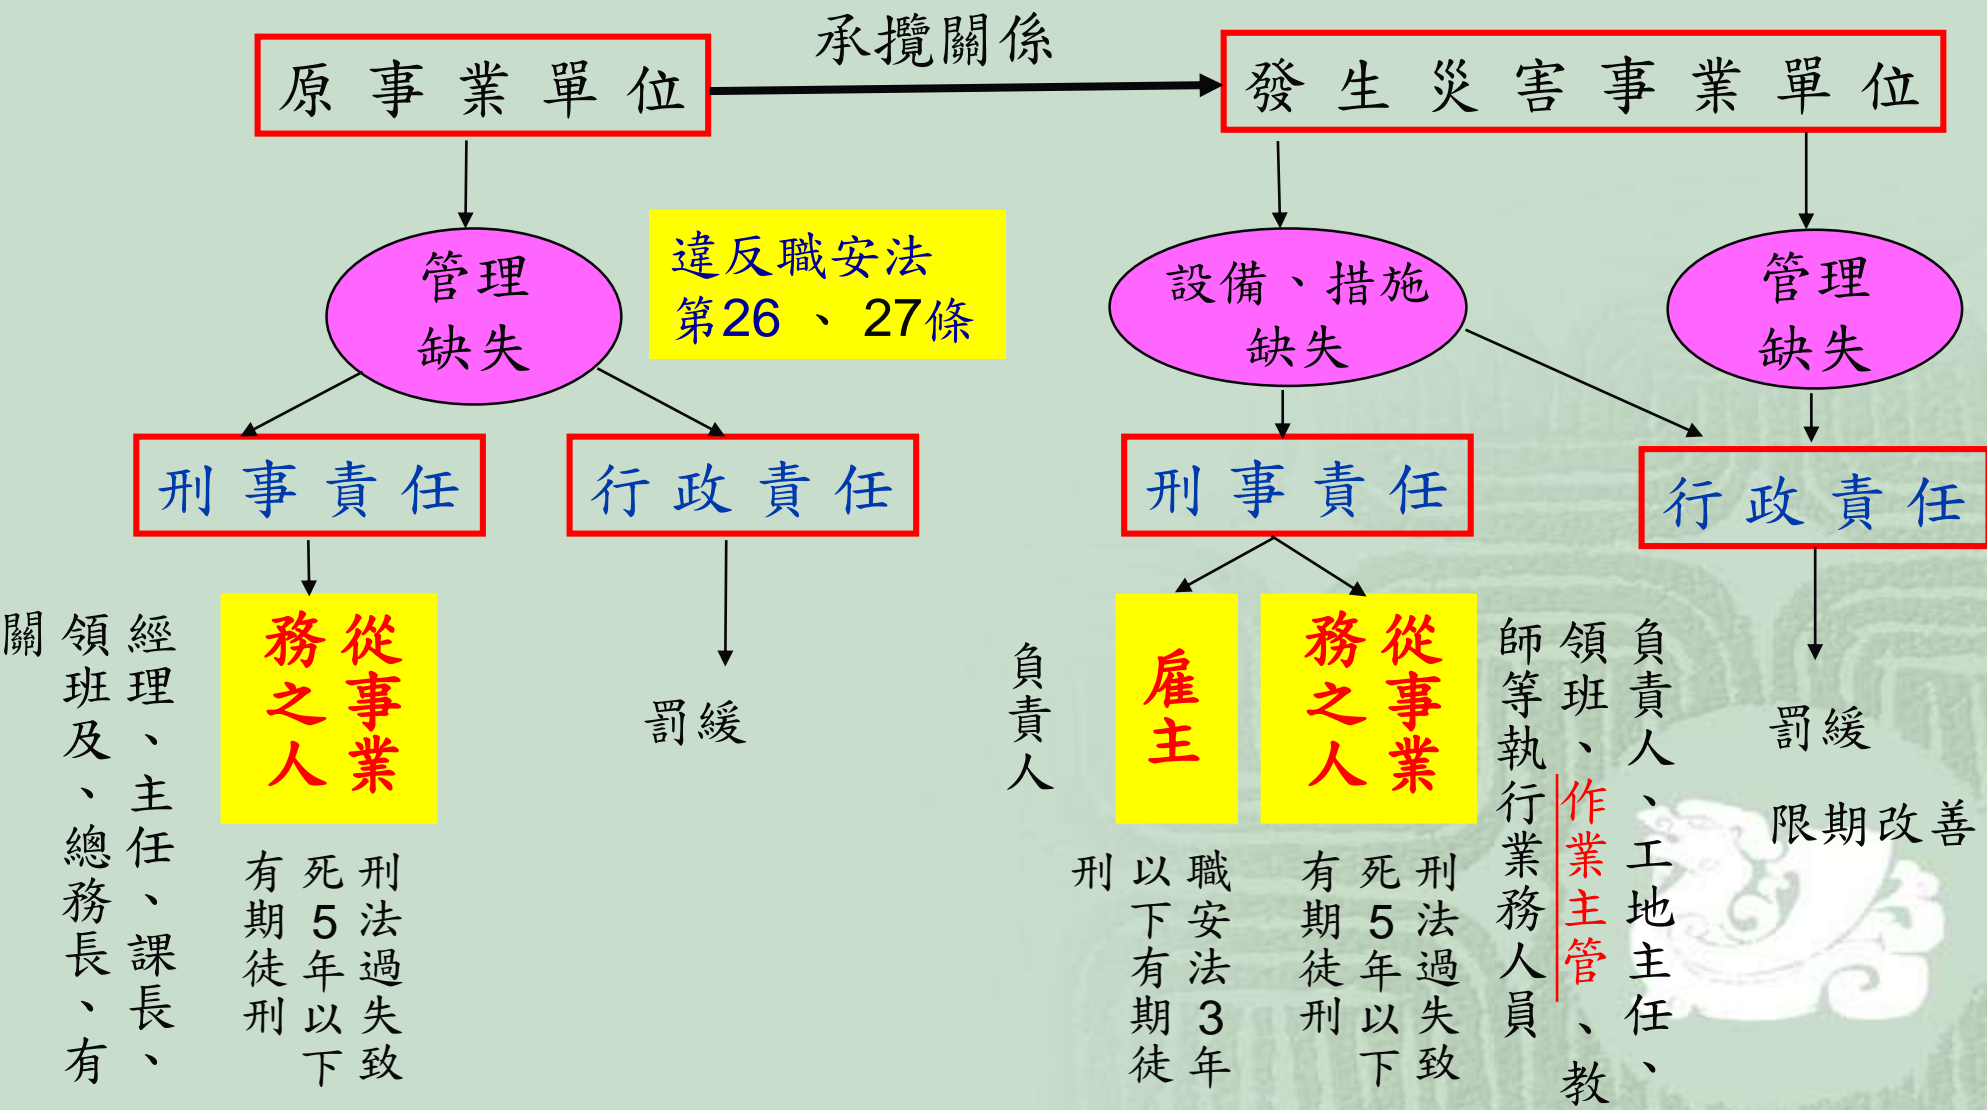 承攬關係
原事業單位
發生災害事業單位
管理
缺失
違反職安法
第26、27條
設備、措施
缺失
管理
缺失
刑事責任
行政責任
刑事責任
行政責任
經理、主任、課長、
領班及、總務長、有
關
從事業
務之人
刑法過失致
死5年以下
有期徒刑
罰緩
負責人
雇主
職安法3年
以下有期徒
刑
從事業
務之人
刑法過失致
死5年以下
有期徒刑
負責人、工地主任、
領班、作業主管、教
師等執行業務人員
罰緩
限期改善